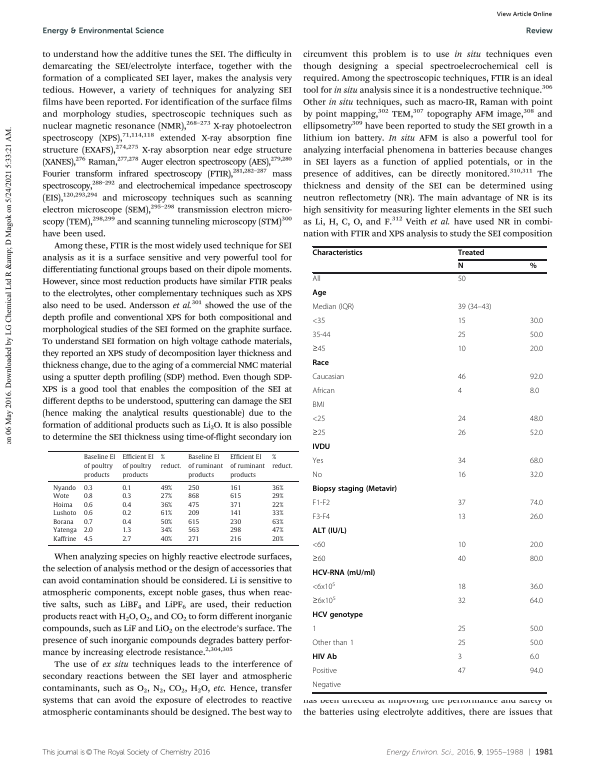 View Article Online
Energy & Environmental Science
Review
on 06 May 2016. Downloaded by LG Chemical Ltd R &amp; D Magok on 5/24/2021 5:33:21 AM.
to understand how the additive tunes the SEI. The difficulty in
demarcating the SEI/electrolyte interface, together with the
formation of a complicated SEI layer, makes the analysis very
tedious. However, a variety of techniques for analyzing SEI
films have been reported. For identification of the surface films
and morphology studies, spectroscopic techniques such as
nuclear magnetic resonance (NMR),268–273 X-ray photoelectron
spectroscopy (XPS),71,114,118 extended X-ray absorption fine
structure (EXAFS),274,275 X-ray absorption near edge structure
(XANES),276 Raman,277,278 Auger electron spectroscopy (AES),279,280
Fourier transform infrared spectroscopy (FTIR),281,282–287 mass
spectroscopy,288–292 and electrochemical impedance spectroscopy
(EIS),120,293,294 and microscopy techniques such as scanning
electron microscope (SEM),295–298 transmission electron micro-
scopy (TEM),298,299 and scanning tunneling microscopy (STM)300
have been used.
Among these, FTIR is the most widely used technique for SEI
analysis as it is a surface sensitive and very powerful tool for
differentiating functional groups based on their dipole moments.
However, since most reduction products have similar FTIR peaks
to the electrolytes, other complementary techniques such as XPS
also need to be used. Andersson et al.301 showed the use of the
depth profile and conventional XPS for both compositional and
morphological studies of the SEI formed on the graphite surface.
To understand SEI formation on high voltage cathode materials,
they reported an XPS study of decomposition layer thickness and
thickness change, due to the aging of a commercial NMC material
using a sputter depth profiling (SDP) method. Even though SDP-
XPS is a good tool that enables the composition of the SEI at
different depths to be understood, sputtering can damage the SEI
(hence making the analytical results questionable) due to the
formation of additional products such as Li2O. It is also possible
to determine the SEI thickness using time-of-flight secondary ion
Baseline EI Efficient EI % Baseline EI Efficient EI %
of poultry of poultry reduct. of ruminant of ruminant reduct.
products products products products
Nyando 0.3 0.1 49% 250 161 36%
Wote 0.8 0.3 27% 868 615 29%
Hoima 0.6 0.4 36% 475 371 22%
Lushoto 0.6 0.2 61% 209 141 33%
Borana 0.7 0.4 50% 615 230 63%
Yatenga 2.0 1.3 34% 563 298 47%
Kaffrine 4.5 2.7 40% 271 216 20%
When analyzing species on highly reactive electrode surfaces,
the selection of analysis method or the design of accessories that
can avoid contamination should be considered. Li is sensitive to
atmospheric components, except noble gases, thus when reac-
tive salts, such as LiBF4 and LiPF6 are used, their reduction
products react with H2O, O2, and CO2 to form different inorganic
compounds, such as LiF and LiO2 on the electrode's surface. The
presence of such inorganic compounds degrades battery perfor-
mance by increasing electrode resistance.2,304,305
The use of ex situ techniques leads to the interference of
secondary reactions between the SEI layer and atmospheric
contaminants, such as O2, N2, CO2, H2O, etc. Hence, transfer
systems that can avoid the exposure of electrodes to reactive
atmospheric contaminants should be designed. The best way to
circumvent this problem is to use in situ techniques even
though designing a special spectroelectrochemical cell is
required. Among the spectroscopic techniques, FTIR is an ideal
tool for in situ analysis since it is a nondestructive technique.306
Other in situ techniques, such as macro-IR, Raman with point
by point mapping,302 TEM,307 topography AFM image,308 and
ellipsometry309 have been reported to study the SEI growth in a
lithium ion battery. In situ AFM is also a powerful tool for
analyzing interfacial phenomena in batteries because changes
in SEI layers as a function of applied potentials, or in the
presence of additives, can be directly monitored.310,311 The
thickness and density of the SEI can be determined using
neutron reflectometry (NR). The main advantage of NR is its
high sensitivity for measuring lighter elements in the SEI such
as Li, H, C, O, and F.312 Veith et al. have used NR in combi-
nation with FTIR and XPS analysis to study the SEI composition
Characteristics Treated
N %
All 50
Age
Median (IQR) 39 (34–43)
<35 15 30.0
35-44 25 50.0
≥45 10 20.0
Race
Caucasian 46 92.0
African 4 8.0
BMI
<25 24 48.0
≥25 26 52.0
IVDU
Yes 34 68.0
No 16 32.0
Biopsy staging (Metavir)
F1-F2 37 74.0
F3-F4 13 26.0
ALT (IU/L)
<60 10 20.0
≥60 40 80.0
HCV-RNA (mU/ml)
<6x105 18 36.0
≥6x105 32 64.0
HCV genotype
1 25 50.0
Other than 1 25 50.0
HIV Ab 3 6.0
Positive 47 94.0
Negative
has been directed at improving the performance and safety of
the batteries using electrolyte additives, there are issues that
This journal is © The Royal Society of Chemistry 2016
Energy Environ. Sci., 2016, 9, 1955–1988 | 1981